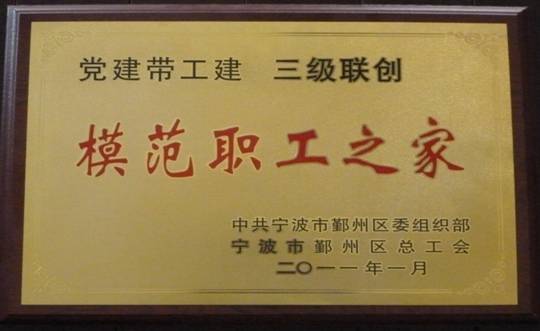 党建带工建 三级联创
模范职工之家
中共宁波市鄞州区委组织部
宁波市鄞州区总工会
二〇一一年一月